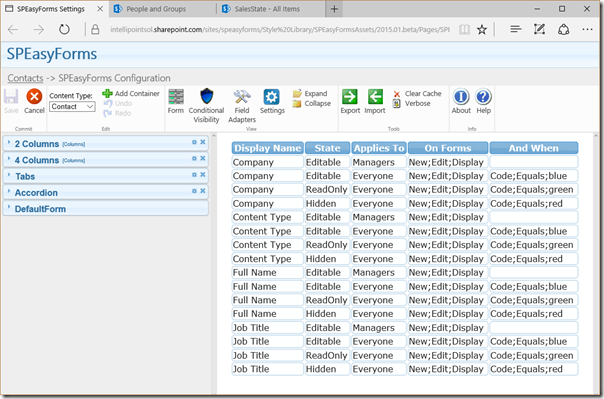 SPEasyForms Settings
People and Groups
SalesState - All Items
intellipointsol.sharepoint.com/sites/speasyforms/Style%20Library/SPEasyFormsAssets/2015.01.beta/Pages/SPI
SPEasyForms
Contacts -> SPEasyForms Configuration
Save Cancel Content Type: Contact Add Container Undo Redo Form Conditional Visibility Field Adapters Settings Expand Collapse Export Import Clear Cache Verbose About Help
Commit Edit View Tools Info
2 Columns [Columns]
4 Columns [Columns]
Tabs
Accordion
DefaultForm
Display Name State Applies To On Forms And When
Company Editable Managers New;Edit;Display
Company Editable Everyone New;Edit;Display Code;Equals;blue
Company ReadOnly Everyone New;Edit;Display Code;Equals;green
Company Hidden Everyone New;Edit;Display Code;Equals;red
Content Type Editable Managers New;Edit;Display
Content Type Editable Everyone New;Edit;Display Code;Equals;blue
Content Type ReadOnly Everyone New;Edit;Display Code;Equals;green
Content Type Hidden Everyone New;Edit;Display Code;Equals;red
Full Name Editable Managers New;Edit;Display
Full Name Editable Everyone New;Edit;Display Code;Equals;blue
Full Name ReadOnly Everyone New;Edit;Display Code;Equals;green
Full Name Hidden Everyone New;Edit;Display Code;Equals;red
Job Title Editable Managers New;Edit;Display
Job Title Editable Everyone New;Edit;Display Code;Equals;blue
Job Title ReadOnly Everyone New;Edit;Display Code;Equals;green
Job Title Hidden Everyone New;Edit;Display Code;Equals;red